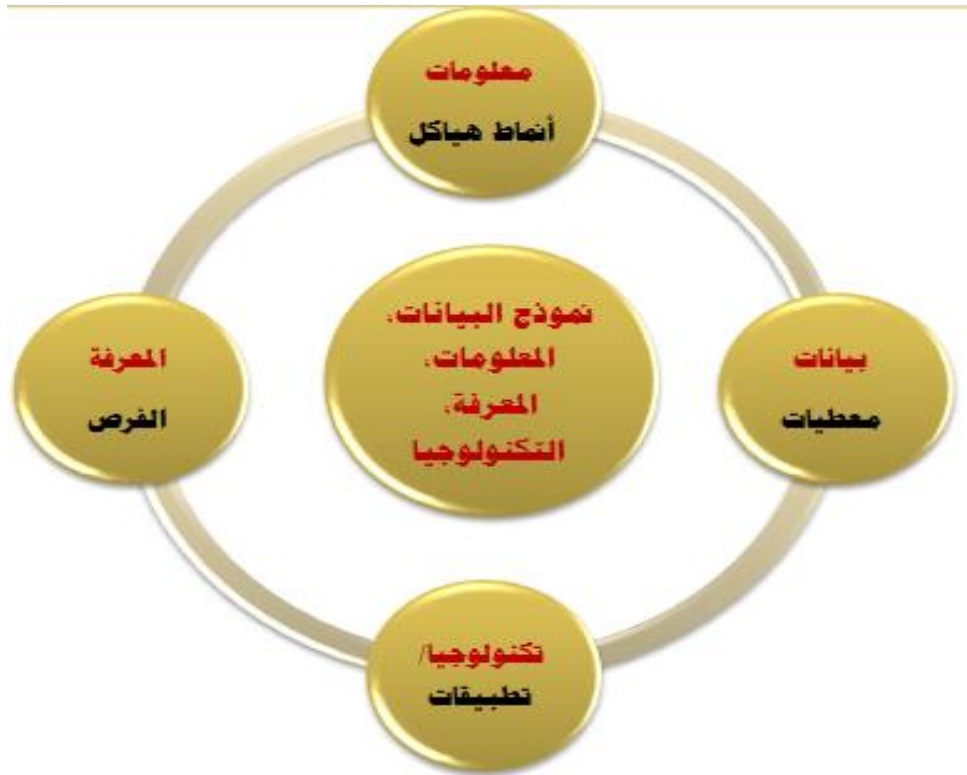 معلومات
أنماط هياكل
نموذج البيانات،
المعلومات،
المعرفة،
التكنولوجيا
بيانات
معطيات
المعرفة
الفرص
تكنولوجيا/
تطبيقات